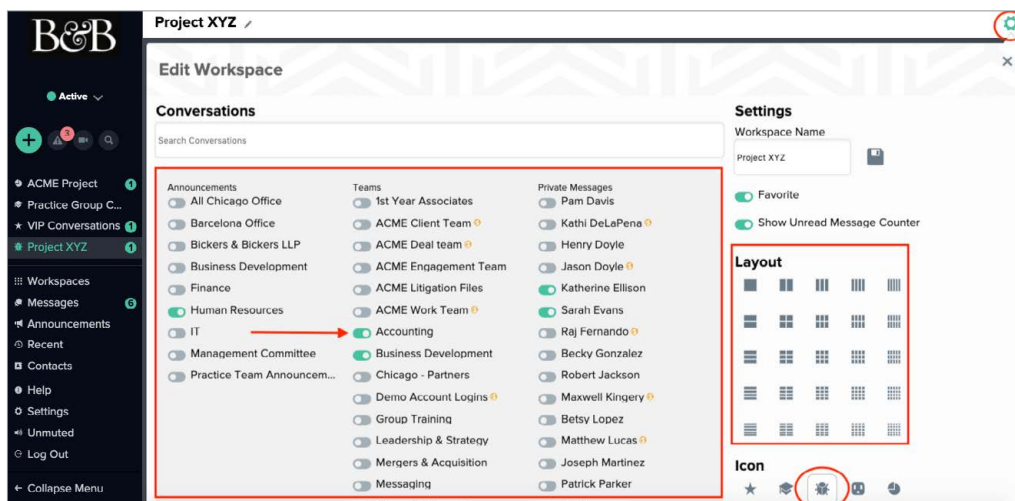 B&B
Active
3
ACME Project 1
Practice Group C...
VIP Conversations 1
Project XYZ 1
Workspaces
Messages 6
Announcements
Recent
Contacts
Help
Settings
Unmuted
Log Out
Collapse Menu
Project XYZ
Edit Workspace
Conversations
Search Conversations
Announcements
All Chicago Office
Barcelona Office
Bickers & Bickers LLP
Business Development
Finance
Human Resources
IT
Management Committee
Practice Team Announcem...
Teams
1st Year Associates
ACME Client Team
ACME Deal team
ACME Engagement Team
ACME Litigation Files
ACME Work Team
Accounting
Business Development
Chicago - Partners
Demo Account Logins
Group Training
Leadership & Strategy
Mergers & Acquisition
Messaging
Private Messages
Pam Davis
Kathi DeLaPena
Henry Doyle
Jason Doyle
Katherine Ellison
Sarah Evans
Raj Fernando
Becky Gonzalez
Robert Jackson
Maxwell Kingery
Betsy Lopez
Matthew Lucas
Joseph Martinez
Patrick Parker
Settings
Workspace Name
Project XYZ
Favorite
Show Unread Message Counter
Layout
Icon